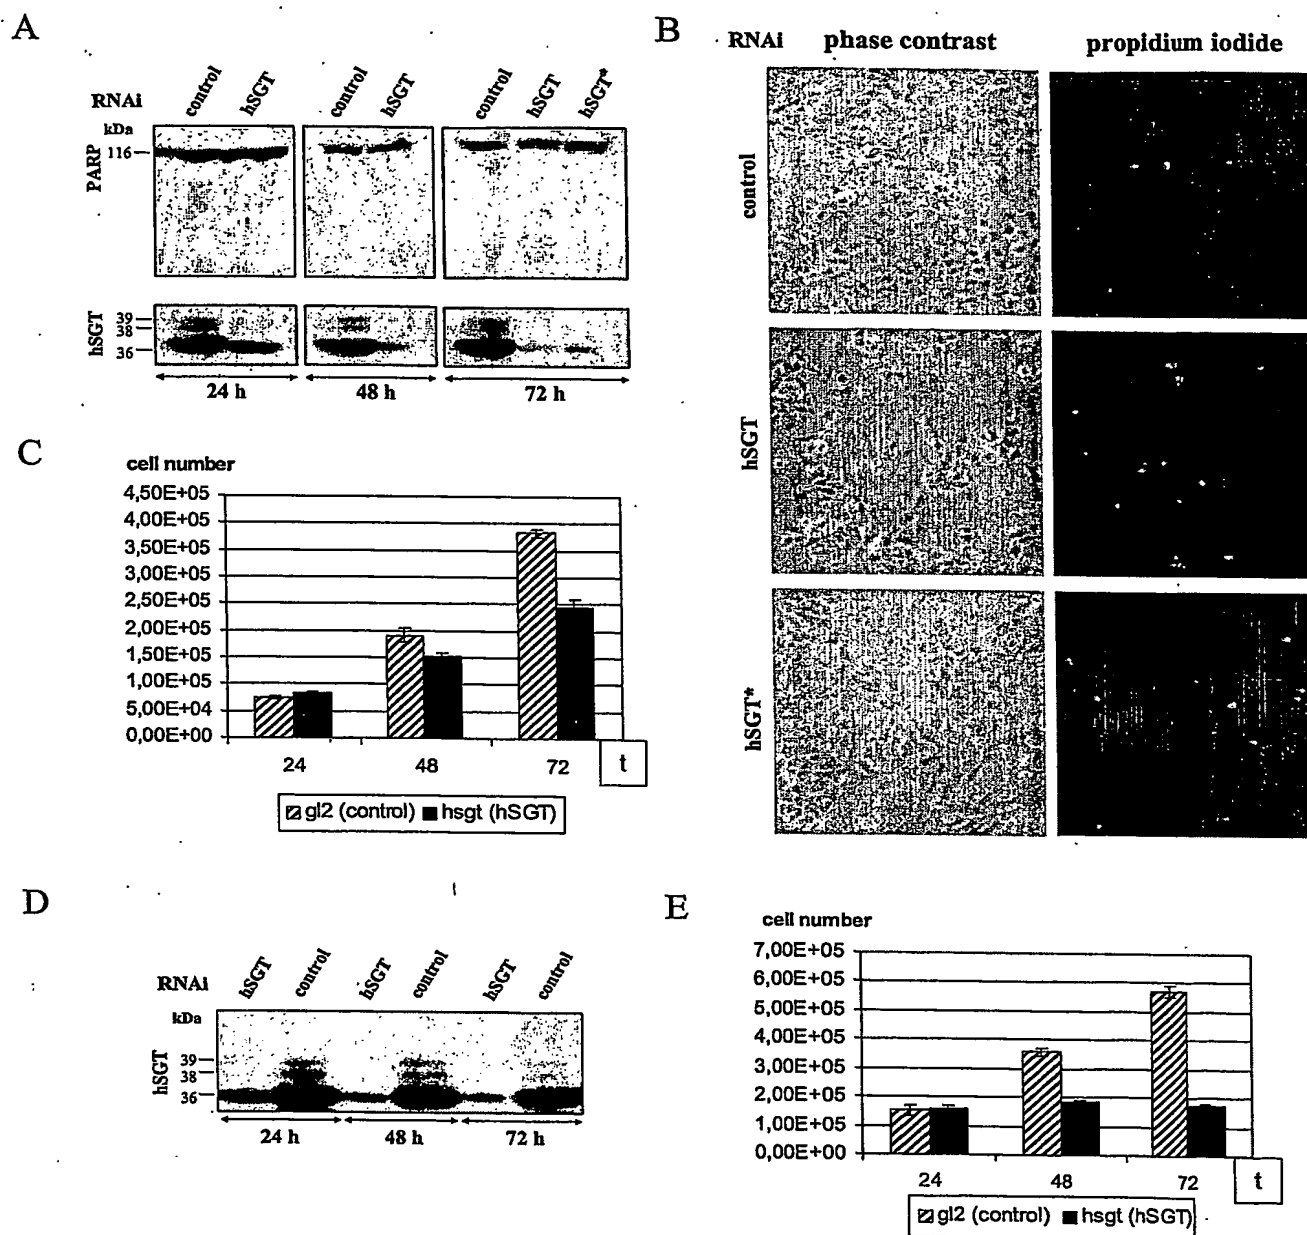 A
RNAi control hSGT control hSGT control hSGT hSGT*
kDa
PARP
116
hSGT
39
38
36
24 h 48 h 72 h
B
RNAi phase contrast propidium iodide
control
hSGT
hSGT*
C
cell number
4,50E+05
4,00E+05
3,50E+05
3,00E+05
2,50E+05
2,00E+05
1,50E+05
1,00E+05
5,00E+04
0,00E+00
24 48 72 t
gl2 (control) hsgt (hSGT)
D
RNAi hSGT control hSGT control hSGT control
kDa
hSGT
39
38
36
24 h 48 h 72 h
E
cell number
7,00E+05
6,00E+05
5,00E+05
4,00E+05
3,00E+05
2,00E+05
1,00E+05
0,00E+00
24 48 72 t
gl2 (control) hsgt (hSGT)